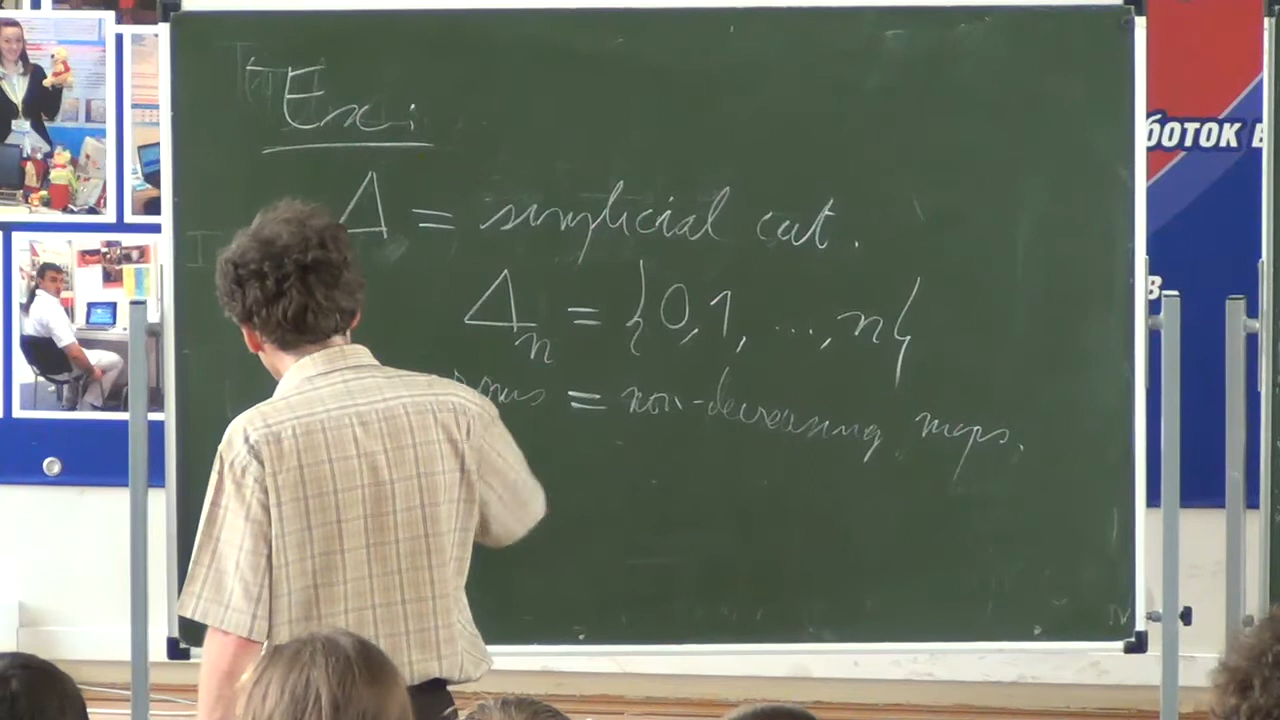 Ex:
Δ = simplicial cat.
Δn = {0,1, ..., n}
= non-decreasing maps.
БОТОК В
В